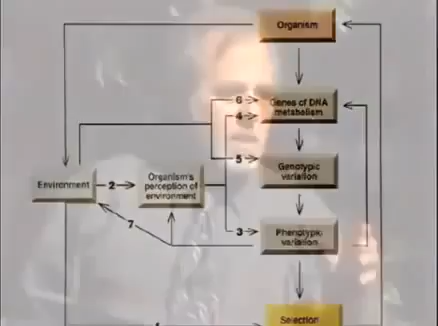 Organism
6
Genes of DNA
metabolism
4
5
Genotypic
variation
Environment
2
Organism's
perception of
environment
7
3
Phenotypic
variation
Selection